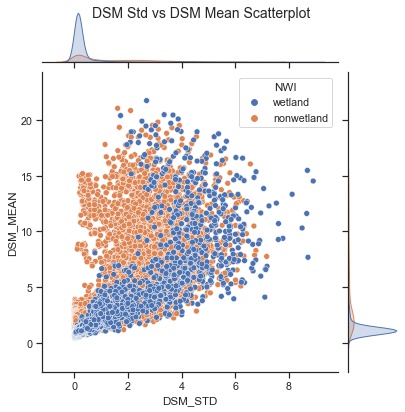 DSM Std vs DSM Mean Scatterplot
NWI
wetland
nonwetland
20
15
10
5
0
DSM_MEAN
0
2
4
6
8
DSM_STD